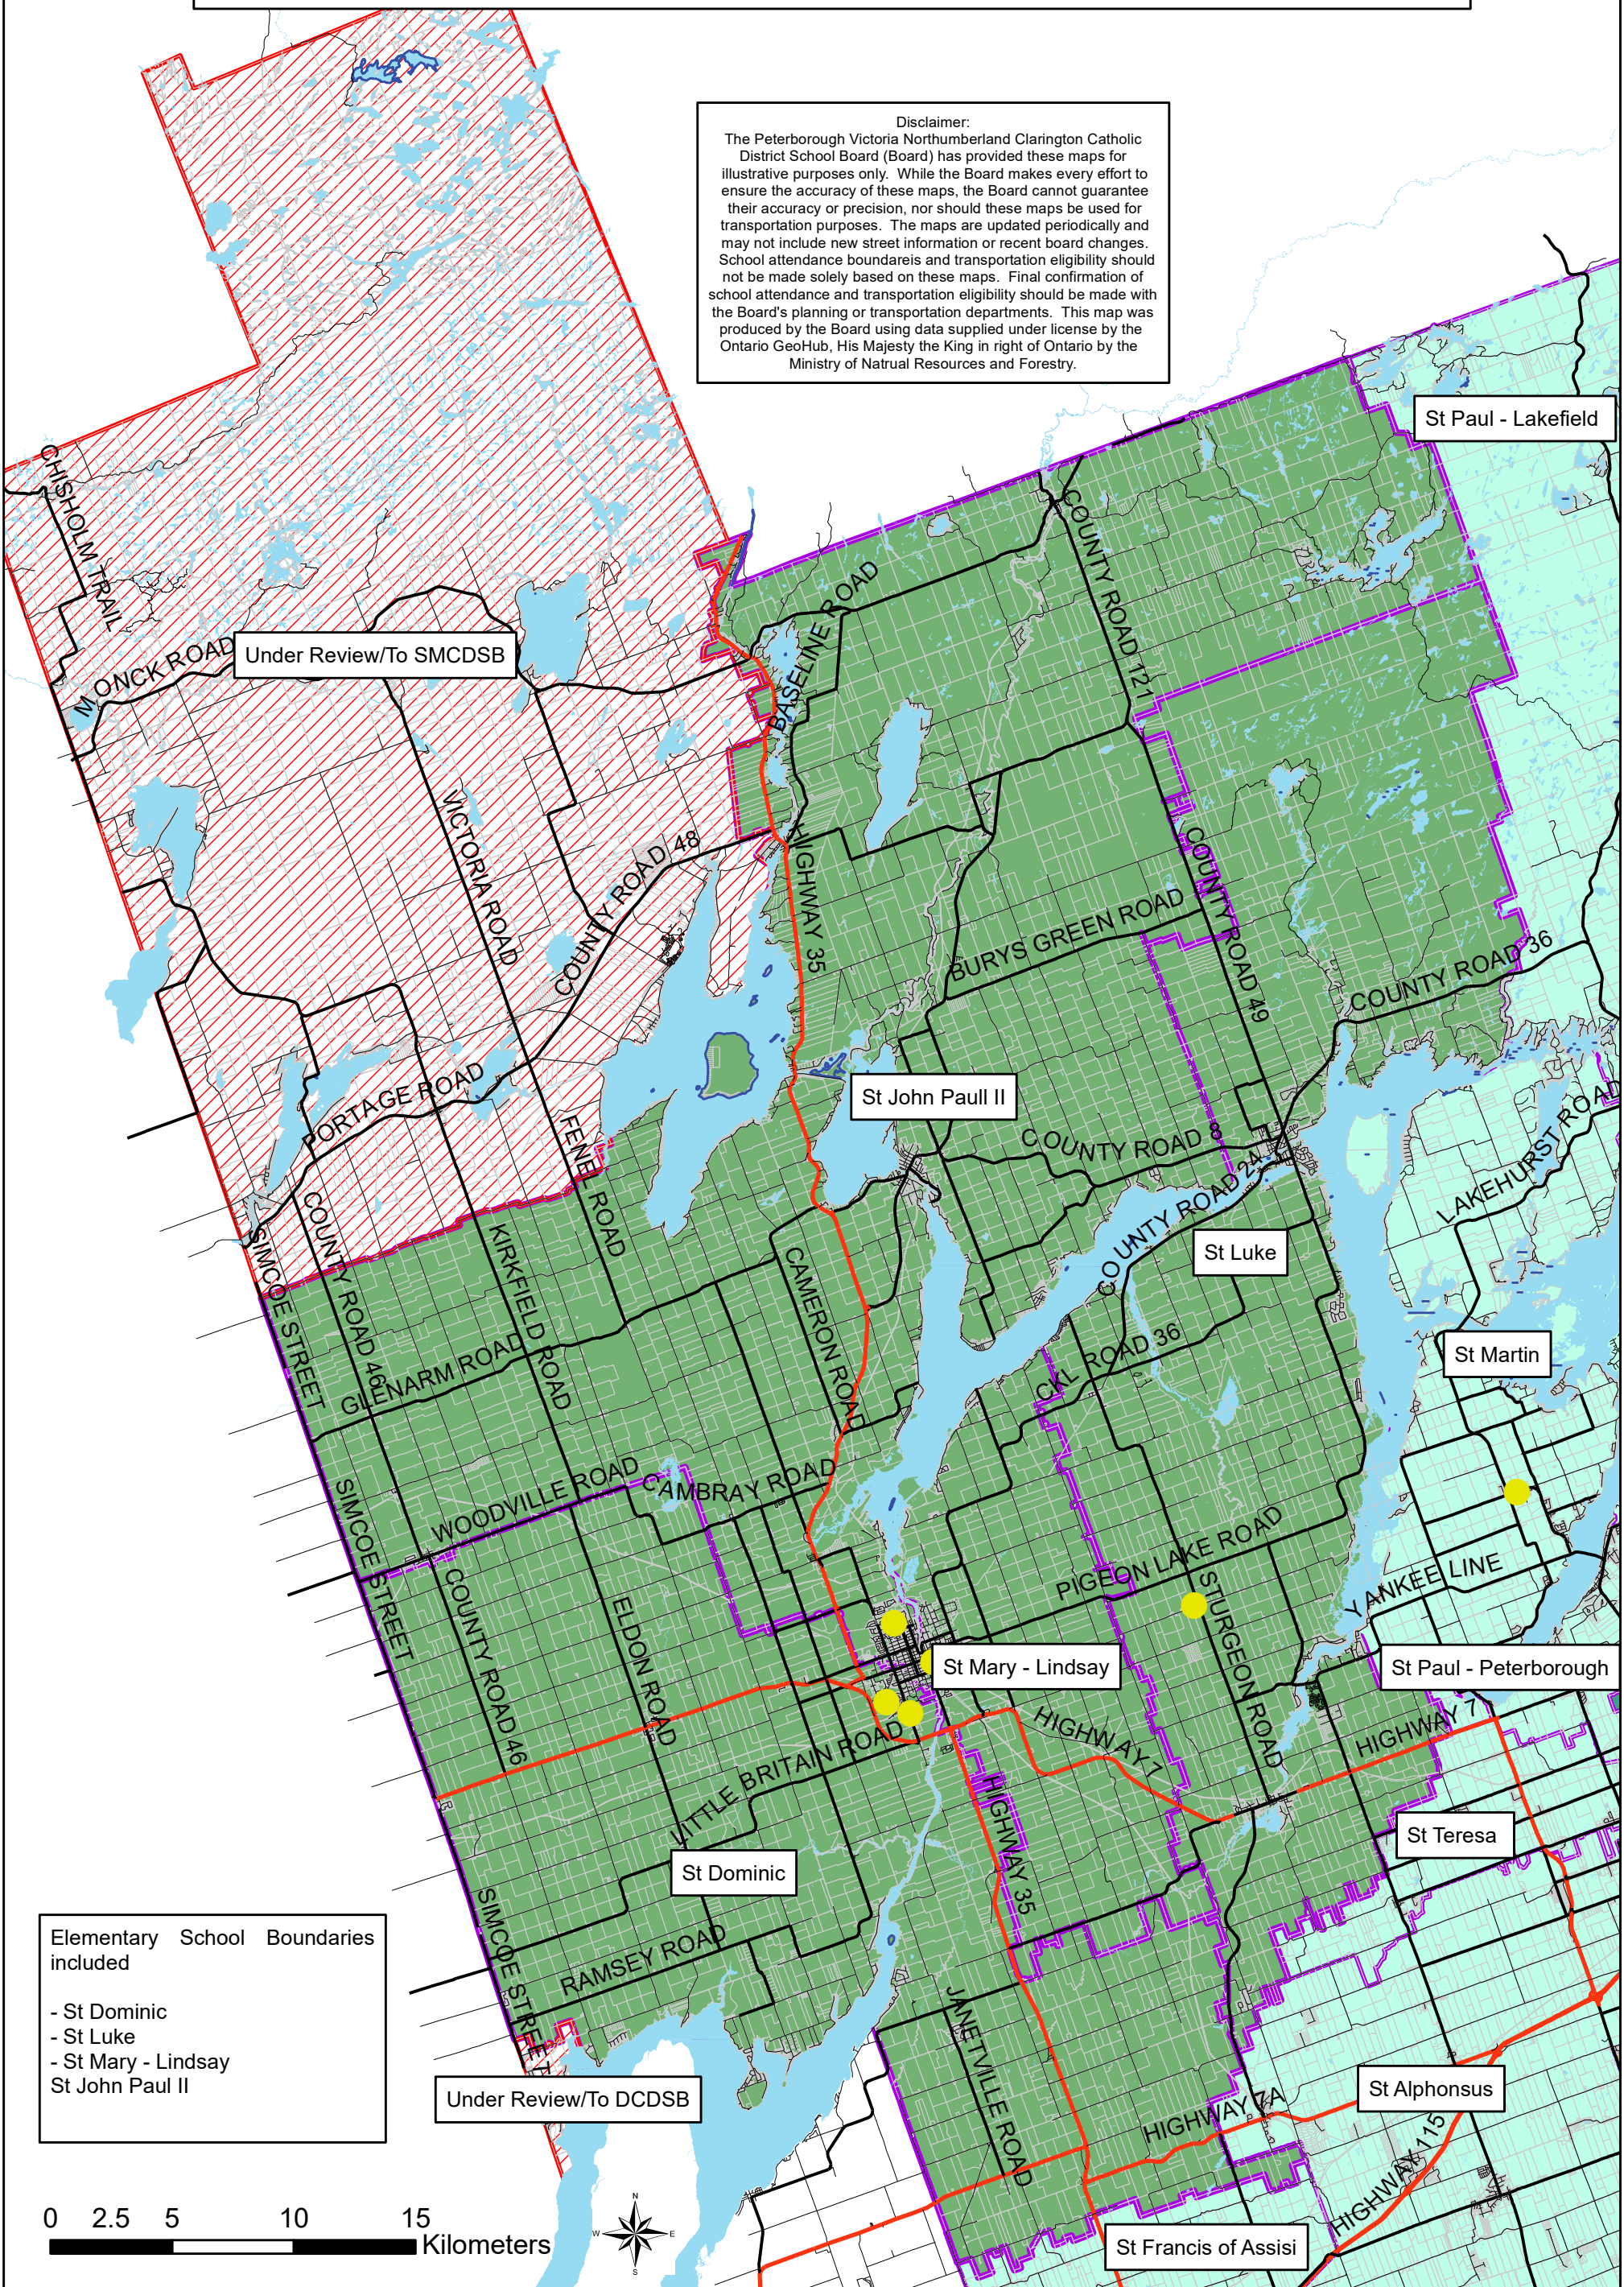 Disclaimer:
The Peterborough Victoria Northumberland Clarington Catholic
District School Board (Board) has provided these maps for
illustrative purposes only. While the Board makes every effort to
ensure the accuracy of these maps, the Board cannot guarantee
their accuracy or precision, nor should these maps be used for
transportation purposes. The maps are updated periodically and
may not include new street information or recent board changes.
School attendance boundareis and transportation eligibility should
not be made solely based on these maps. Final confirmation of
school attendance and transportation eligibility should be made with
the Board's planning or transportation departments. This map was
produced by the Board using data supplied under license by the
Ontario GeoHub, His Majesty the King in right of Ontario by the
Ministry of Natrual Resources and Forestry.
St Paul - Lakefield
CHISHOLM TRAIL
COUNTY ROAD 121
BASELINE ROAD
MONCK ROAD
Under Review/To SMCDSB
VICTORIA ROAD
COUNTY ROAD 48
HIGHWAY 35
COUNTY ROAD 49
BURYS GREEN ROAD
COUNTY ROAD 36
PORTAGE ROAD
St John Paull II
FENEL ROAD
COUNTY ROAD 8
LAKEHURST ROAD
COUNTY ROAD 24
St Luke
SIMCOE STREET
COUNTY ROAD 46
KIRKFIELD ROAD
CAMERON ROAD
GLENARM ROAD
CKL ROAD 36
St Martin
WOODVILLE ROAD
CAMBRAY ROAD
SIMCOE STREET
PIGEON LAKE ROAD
YANKEE LINE
COUNTY ROAD 46
ELDON ROAD
STURGEON ROAD
St Mary - Lindsay
St Paul - Peterborough
HIGHWAY 7
HIGHWAY 7
LITTLE BRITAIN ROAD
HIGHWAY 35
St Teresa
St Dominic
SIMCOE STREET
RAMSEY ROAD
Elementary School Boundaries
included
- St Dominic
- St Luke
- St Mary - Lindsay
St John Paul II
JANETVILLE ROAD
Under Review/To DCDSB
St Alphonsus
HIGHWAY 7A
HIGHWAY 115
St Francis of Assisi
0 2.5 5 10 15
Kilometers
N
W E
S